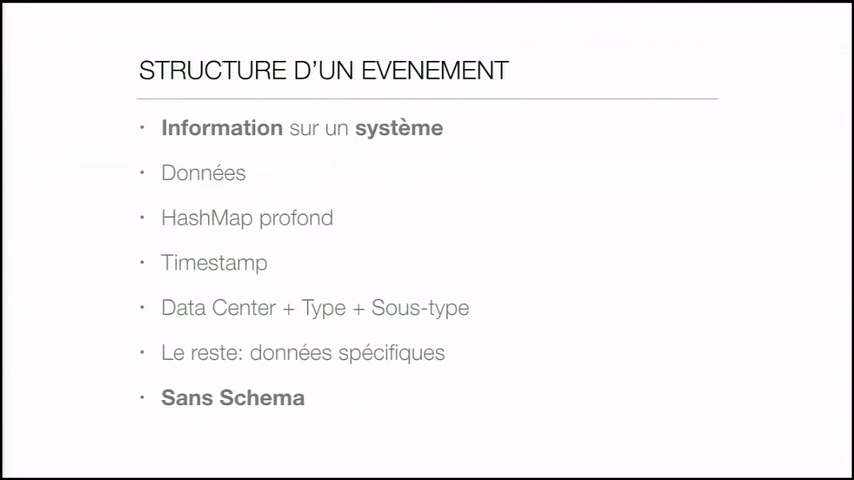 STRUCTURE D'UN EVENEMENT
• Information sur un système
• Données
• HashMap profond
• Timestamp
• Data Center + Type + Sous-type
• Le reste: données spécifiques
• Sans Schema